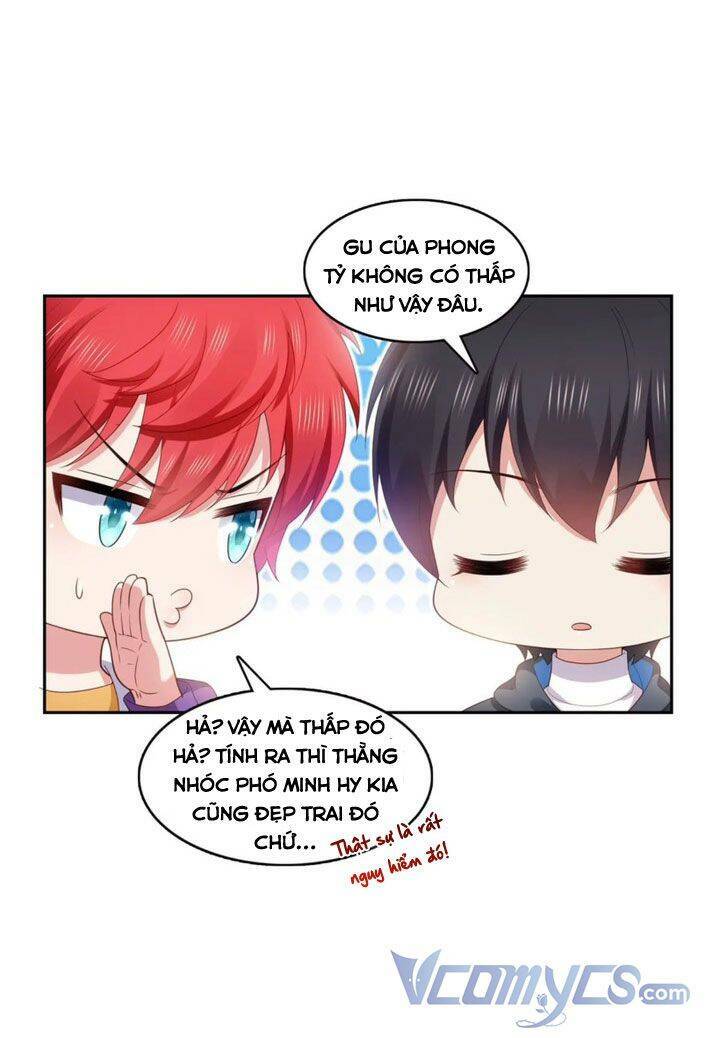 GU CỦA PHONG
TỶ KHÔNG CÓ THẤP
NHƯ VẬY ĐÂU.
HẢ? VẬY MÀ THẤP ĐÓ
HẢ? TÍNH RA THÌ THẰNG
NHÓC PHÓ MINH HY KIA
CŨNG ĐẸP TRAI ĐÓ
CHỨ...
Thật sự là rất
nguy hiểm đó!
VCOMYCS.com